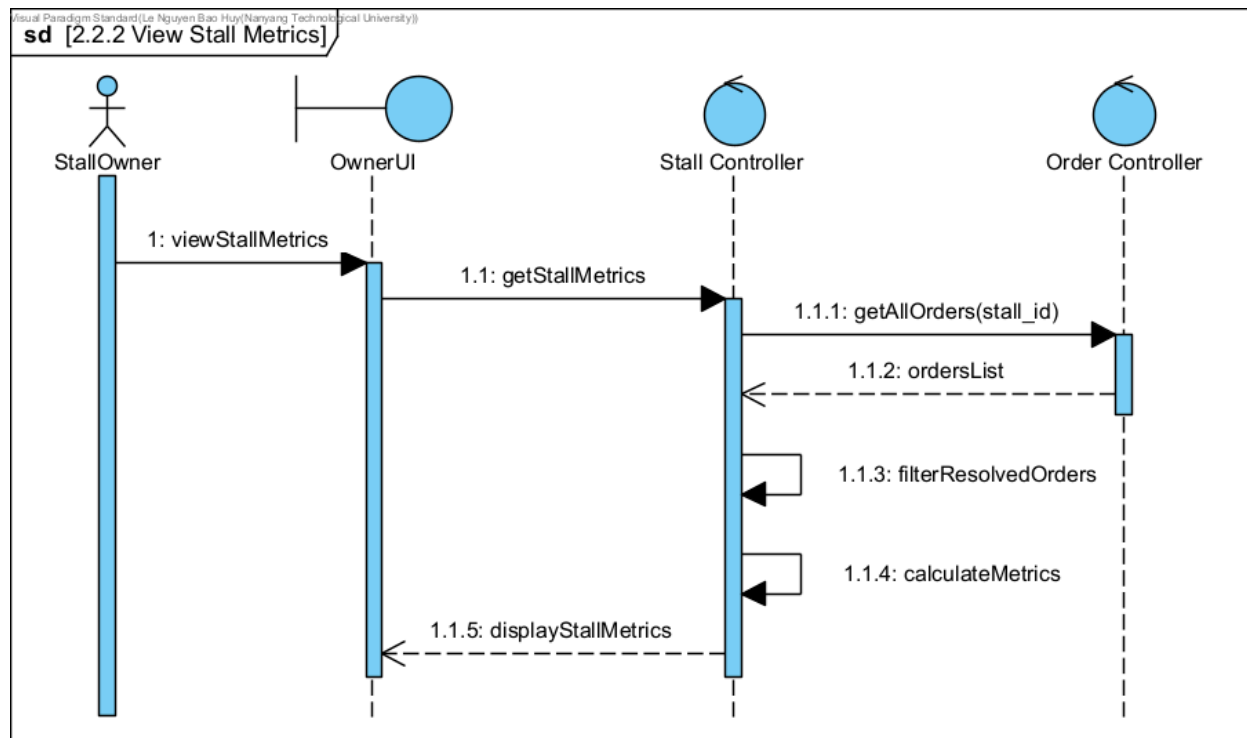 Visual Paradigm Standard(Le Nguyen Bao Huy(Nanyang Technological University))
sd [2.2.2 View Stall Metrics]
StallOwner
OwnerUI
Stall Controller
Order Controller
1: viewStallMetrics
1.1: getStallMetrics
1.1.1: getAllOrders(stall_id)
1.1.2: ordersList
1.1.3: filterResolvedOrders
1.1.4: calculateMetrics
1.1.5: displayStallMetrics